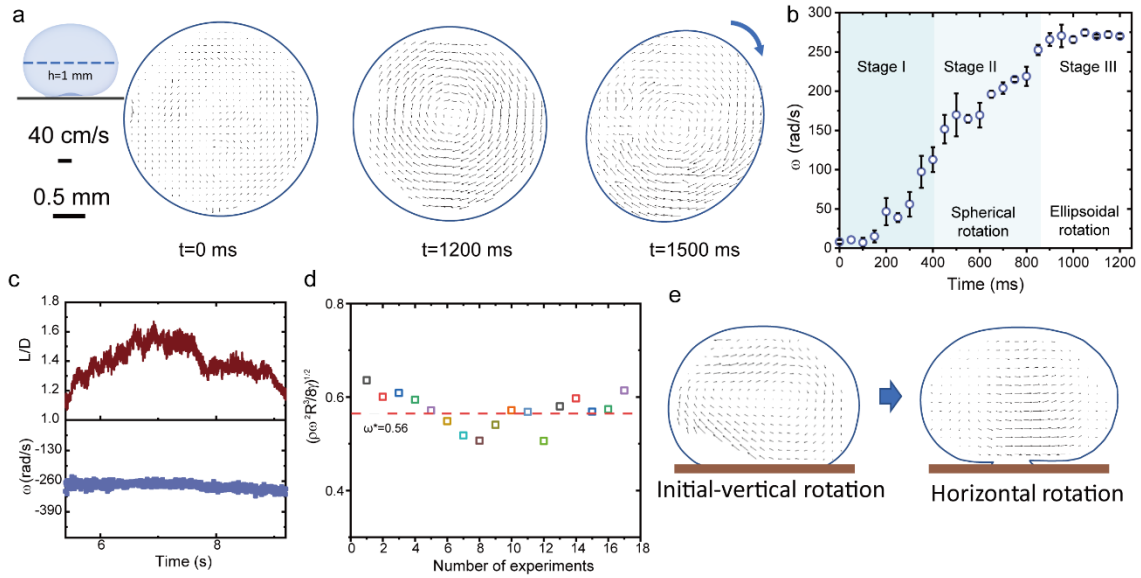 a
h=1 mm
40 cm/s
0.5 mm
t=0 ms
t=1200 ms
t=1500 ms
b
300
250
200
150
100
50
0
ω (rad/s)
Stage I
Stage II
Stage III
Spherical
rotation
Ellipsoidal
rotation
0 200 400 600 800 1000 1200
Time (ms)
c
1.8
1.6
1.4
1.2
1.0
L/D
-130
-260
-390
ω(rad/s)
6 8
Time (s)
d
0.8
0.6
0.4
(ρω²R³/8γ)^1/2
ω*=0.56
0 2 4 6 8 10 12 14 16 18
Number of experiments
e
Initial-vertical rotation
Horizontal rotation